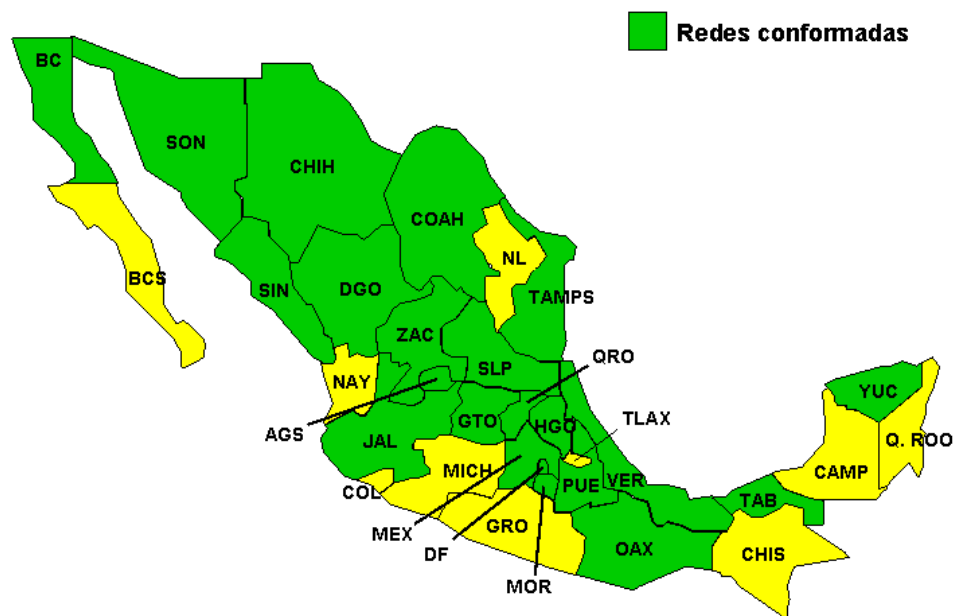 Redes conformadas
BC
SON
CHIH
COAH
BCS
NL
SIN
DGO
TAMPS
ZAC
QRO
SLP
NAY
YUC
TLAX
AGS
GTO
HGO
JAL
Q. ROO
MICH
CAMP
COL
PUE
VER
TAB
MEX
GRO
DF
OAX
CHIS
MOR